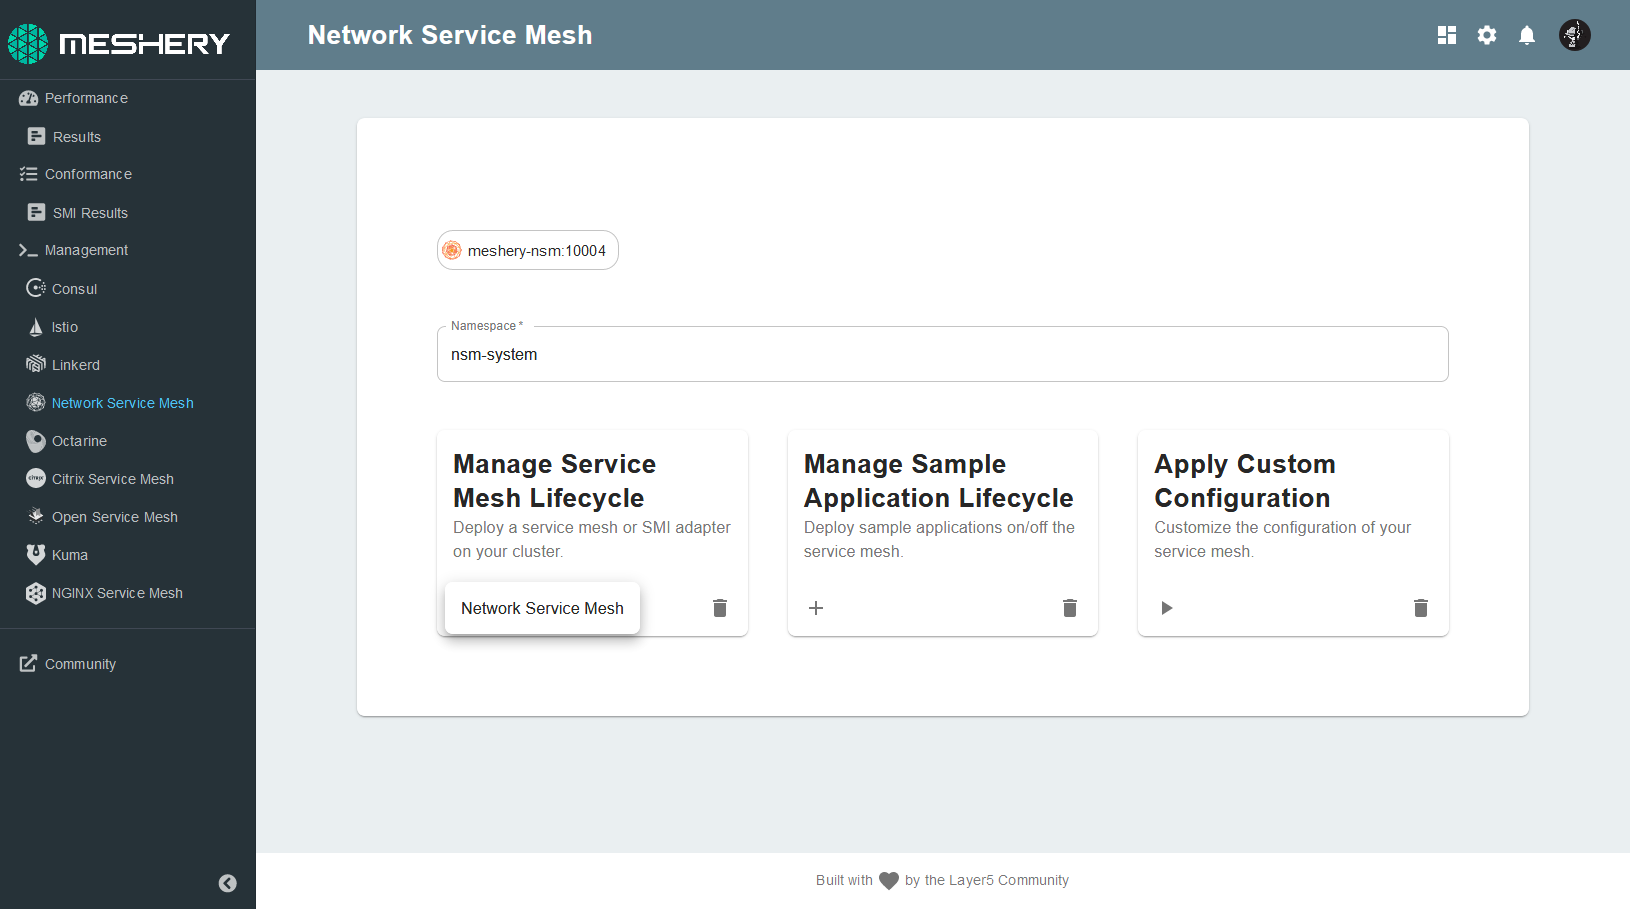 MESHERY
Network Service Mesh
Performance
Results
Conformance
SMI Results
Management
Consul
Istio
Linkerd
Network Service Mesh
Octarine
Citrix Service Mesh
Open Service Mesh
Kuma
NGINX Service Mesh
Community
meshery-nsm:10004
Namespace *
nsm-system
Manage Service
Mesh Lifecycle
Deploy a service mesh or SMI adapter
on your cluster.
Network Service Mesh
Manage Sample
Application Lifecycle
Deploy sample applications on/off the
service mesh.
Apply Custom
Configuration
Customize the configuration of your
service mesh.
Built with by the Layer5 Community